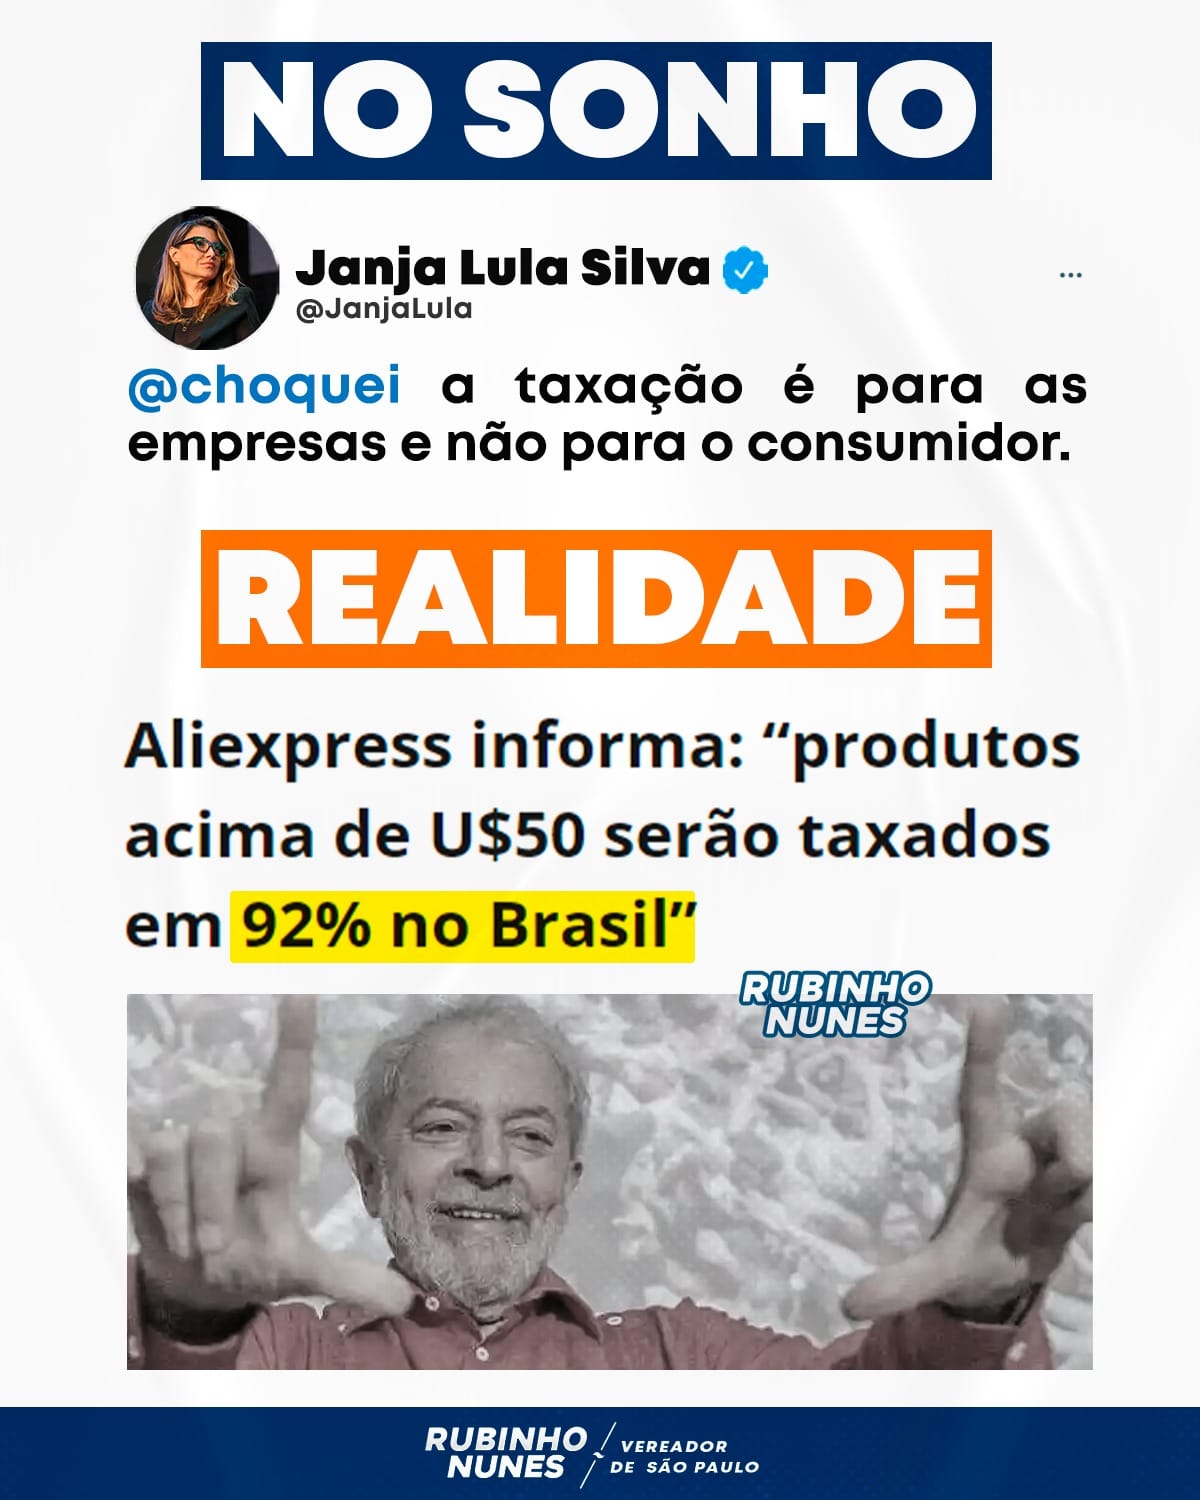 NO SONHO
Janja Lula Silva
@JanjaLula
...
@choquei a taxação é para as
empresas e não para o consumidor.
REALIDADE
Aliexpress informa: “produtos
acima de U$50 serão taxados
em 92% no Brasil”
RUBINHO
NUNES
RUBINHO
NUNES
VEREADOR
DE SÃO PAULO